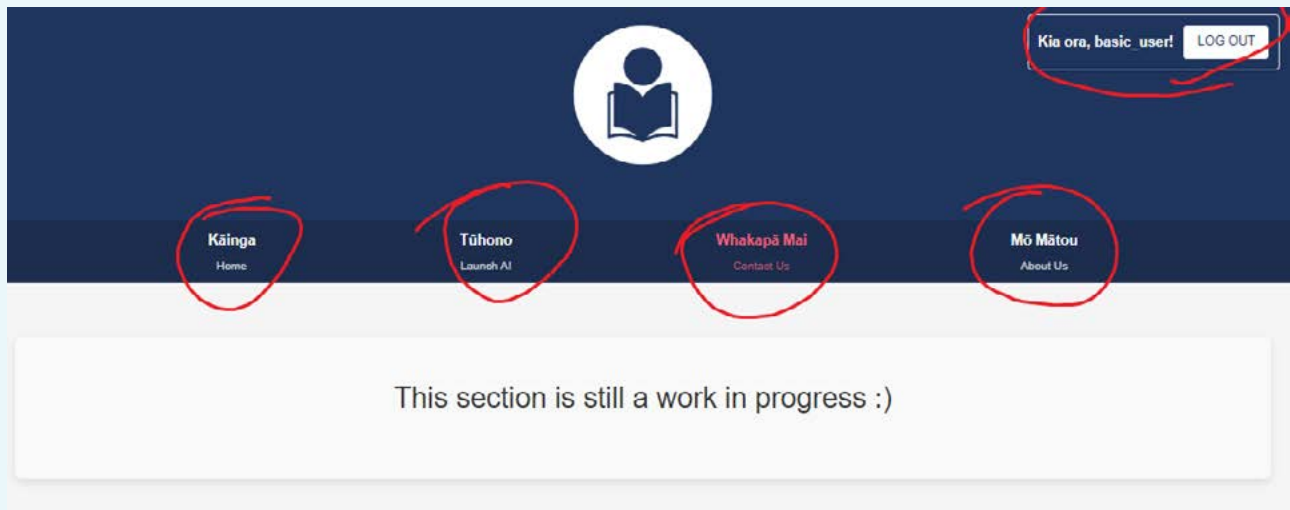 Kia ora, basic_user! LOG OUT
Kāinga
Home
Tūhono
Launch AI
Whakapā Mai
Contact Us
Mō Mātou
About Us
This section is still a work in progress :)